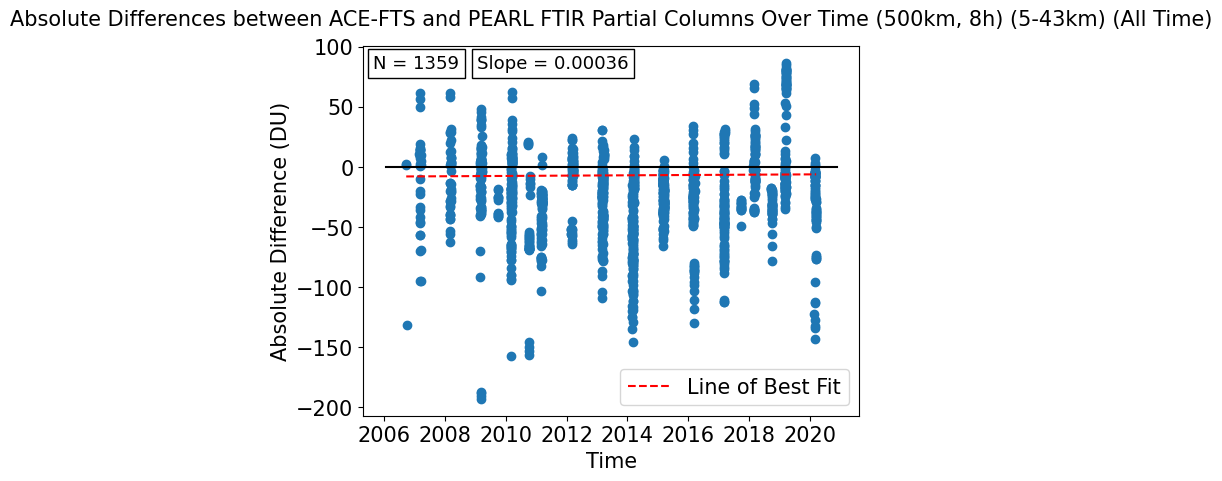 Absolute Differences between ACE-FTS and PEARL FTIR Partial Columns Over Time (500km, 8h) (5-43km) (All Time)
N = 1359 Slope = 0.00036
100
50
0
−50
−100
−150
−200
Absolute Difference (DU)
Line of Best Fit
2006 2008 2010 2012 2014 2016 2018 2020
Time